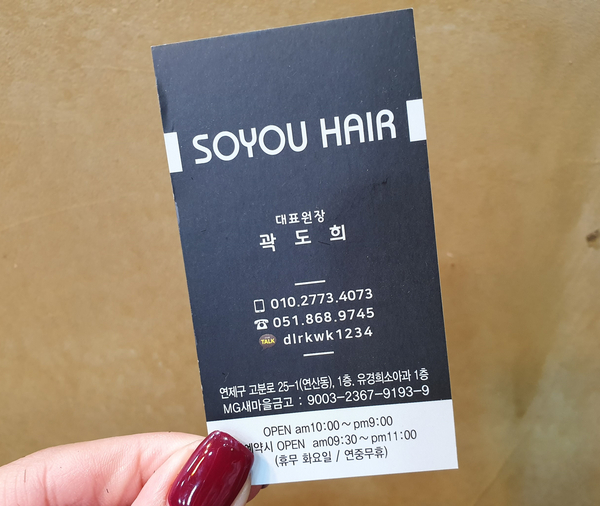 SOYOU HAIR
대표원장
곽 도 희
010.2773.4073
051.868.9745
TALK dlrkwk1234
연제구 고분로 25-1(연산동), 1층. 유경희소아과 1층
MG새마을금고 : 9003-2367-9193-9
OPEN am10:00~pm9:00
예약시 OPEN am09:30~pm11:00
(휴무 화요일 / 연중무휴)